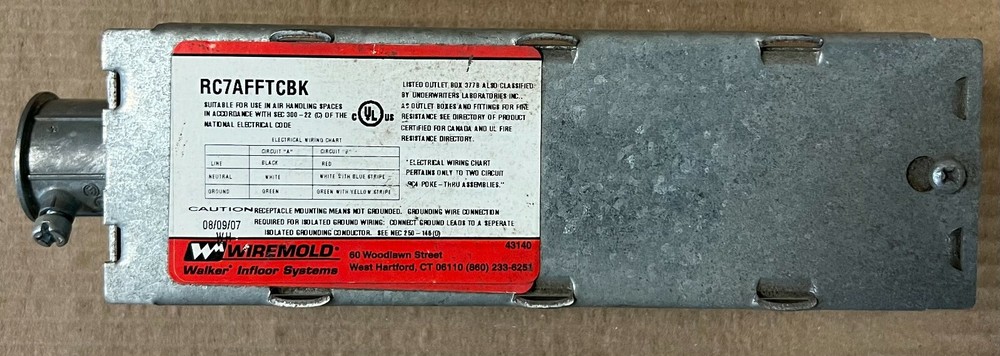 RC7AFFTCBK
SUITABLE FOR USE IN AIR HANDLING SPACES
IN ACCORDANCE WITH SEC 300-22 (C) OF THE
NATIONAL ELECTRICAL CODE
C UL US
LISTED OUTLET BOX 377B ALSO CLASSIFIED
BY UNDERWRITERS LABORATORIES INC.,
AS OUTLET BOXES AND FITTINGS FOR FIRE
RESISTANCE SEE DIRECTORY OF PRODUCT
CERTIFIED FOR CANADA AND UL FIRE
RESISTANCE DIRECTORY.
ELECTRICAL WIRING CHART
CIRCUIT "A" CIRCUIT "B"
LINE BLACK RED
NEUTRAL WHITE WHITE WITH BLUE STRIPE
GROUND GREEN GREEN WITH YELLOW STRIPE
"ELECTRICAL WIRING CHART
PERTAINS ONLY TO TWO CIRCUIT
POKE-THRU ASSEMBLIES."
CAUTION RECEPTACLE MOUNTING MEANS NOT GROUNDED. GROUNDING WIRE CONNECTION
REQUIRED FOR ISOLATED GROUND WIRING: CONNECT GROUND LEADS TO A SEPERATE
ISOLATED GROUNDING CONDUCTOR. SEE NEC 250-146(D)
08/09/07
WH
43140
WM WIREMOLD®
Walker® Infloor Systems
60 Woodlawn Street
West Hartford, CT 06110 (860) 233-6251